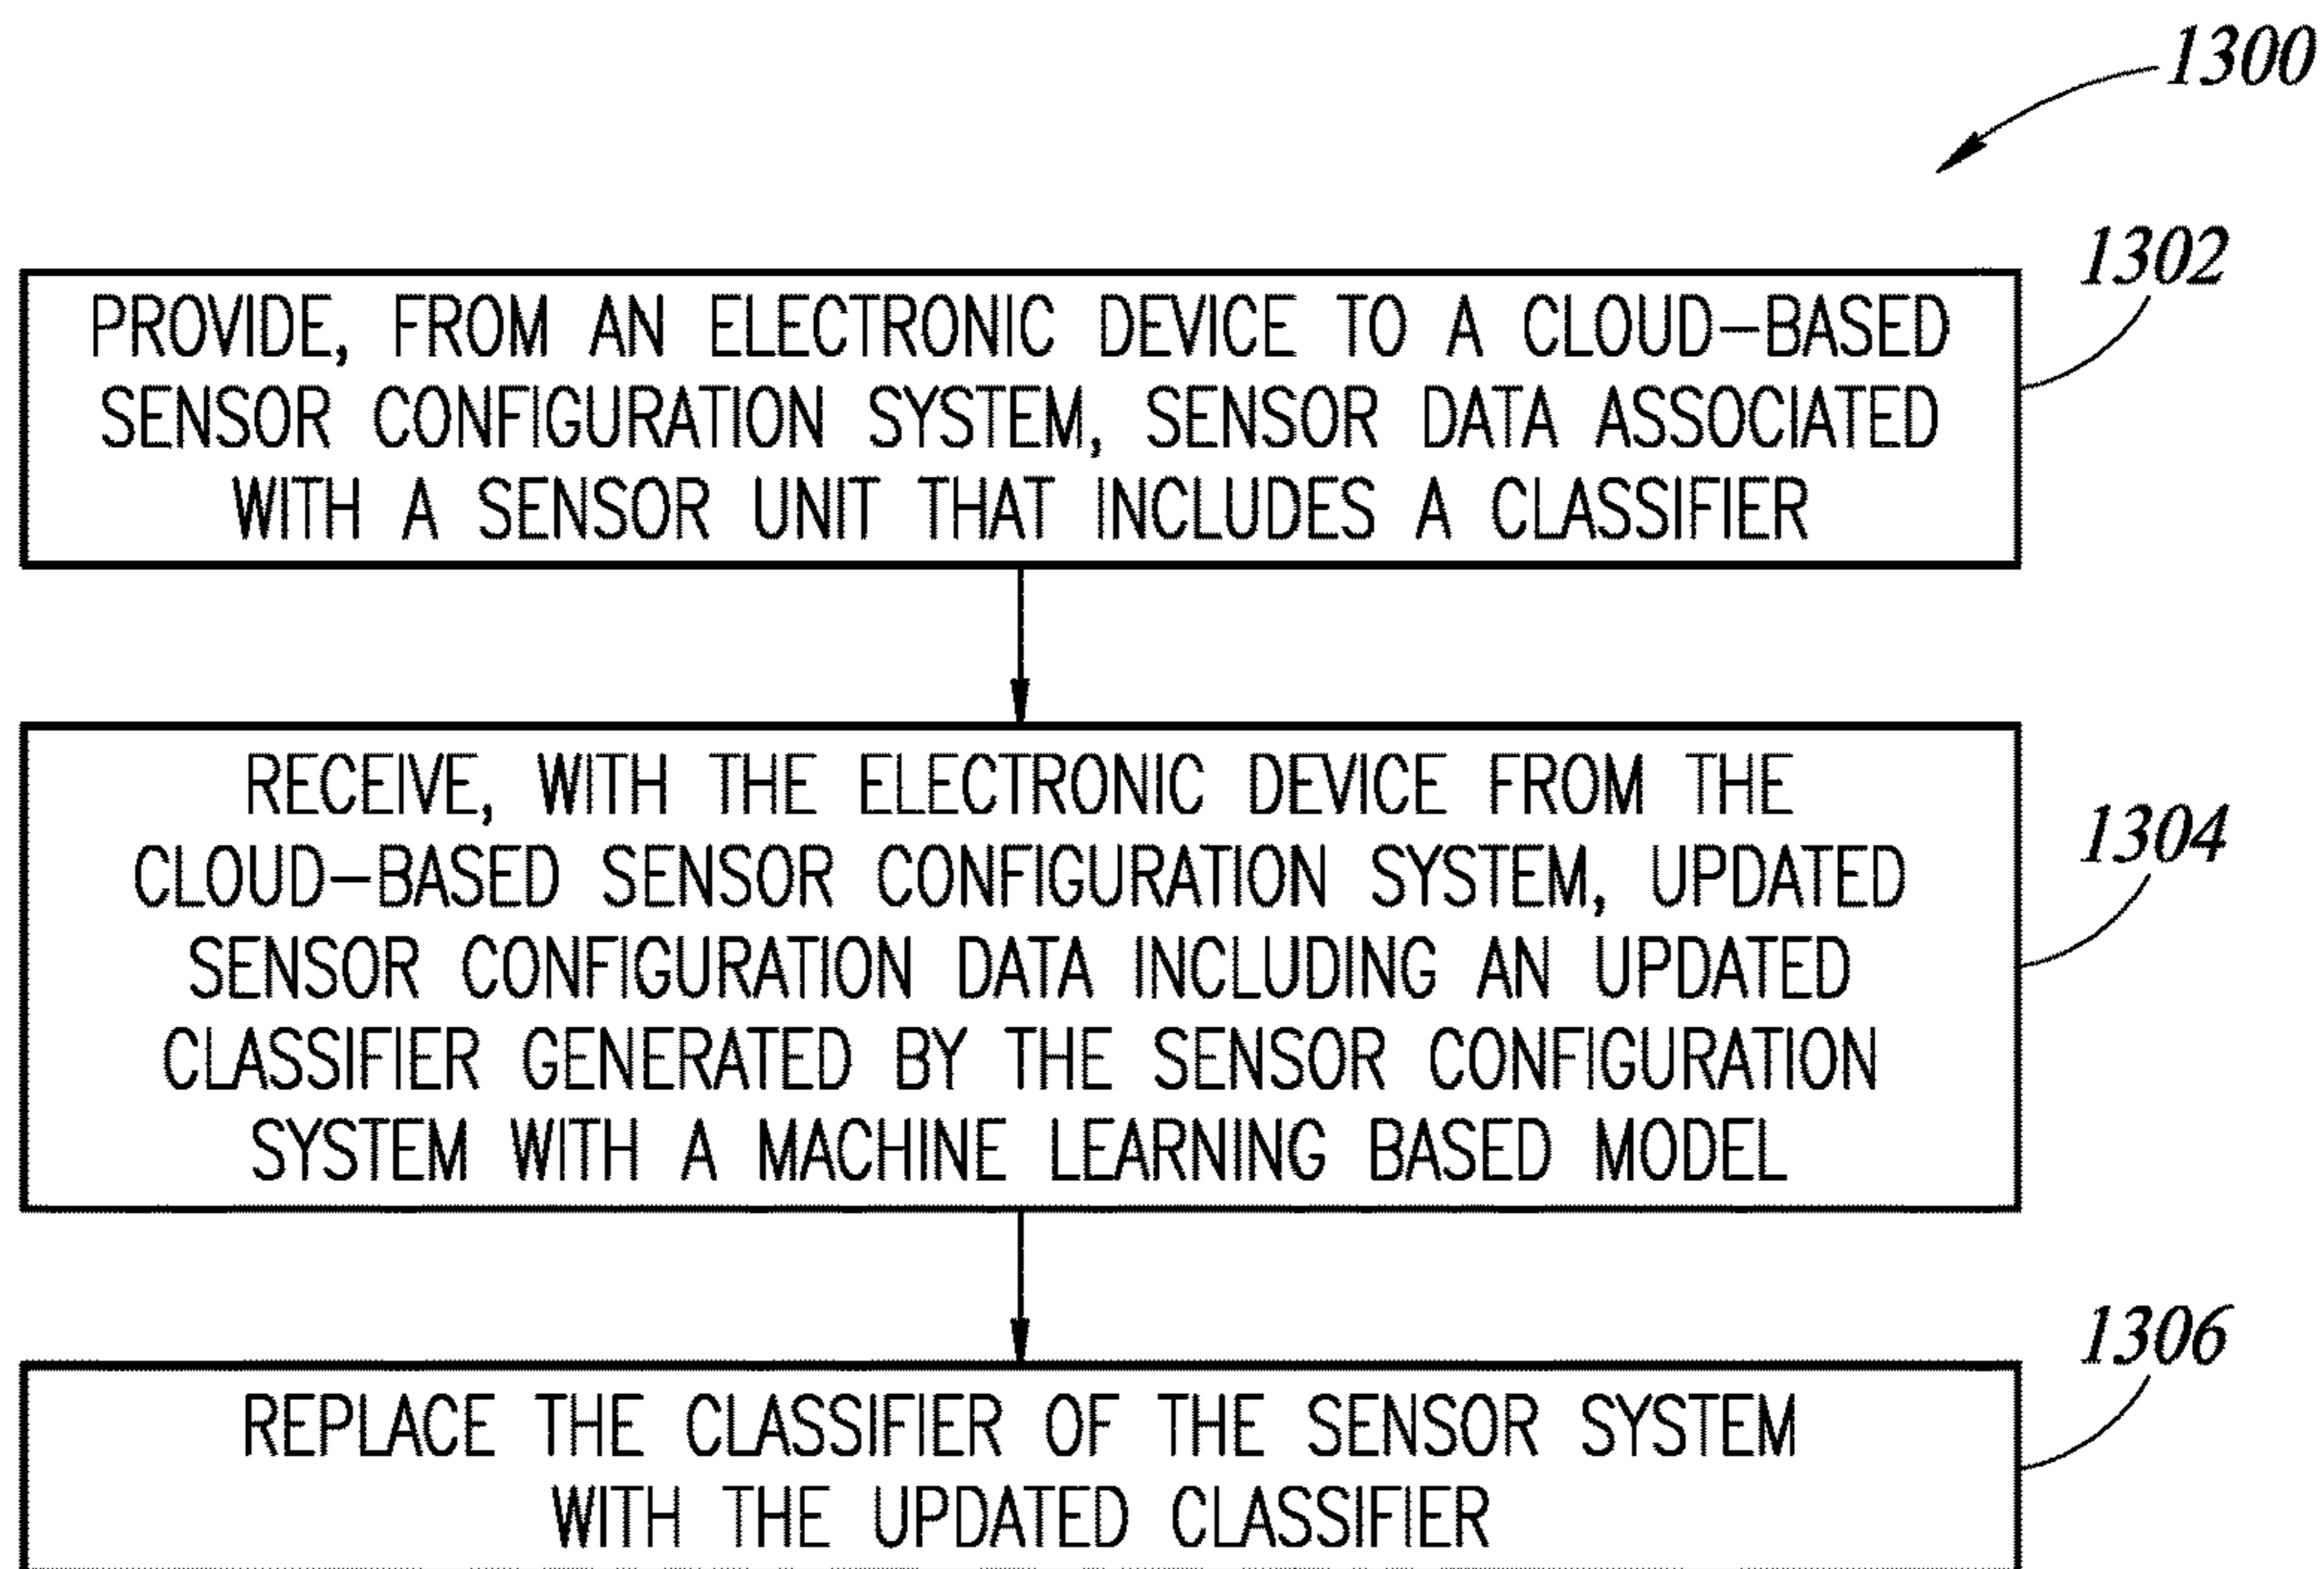 1300
1302
PROVIDE, FROM AN ELECTRONIC DEVICE TO A CLOUD-BASED
SENSOR CONFIGURATION SYSTEM, SENSOR DATA ASSOCIATED
WITH A SENSOR UNIT THAT INCLUDES A CLASSIFIER
RECEIVE, WITH THE ELECTRONIC DEVICE FROM THE
1304
CLOUD-BASED SENSOR CONFIGURATION SYSTEM, UPDATED
SENSOR CONFIGURATION DATA INCLUDING AN UPDATED
CLASSIFIER GENERATED BY THE SENSOR CONFIGURATION
SYSTEM WITH A MACHINE LEARNING BASED MODEL
1306
REPLACE THE CLASSIFIER OF THE SENSOR SYSTEM
WITH THE UPDATED CLASSIFIER